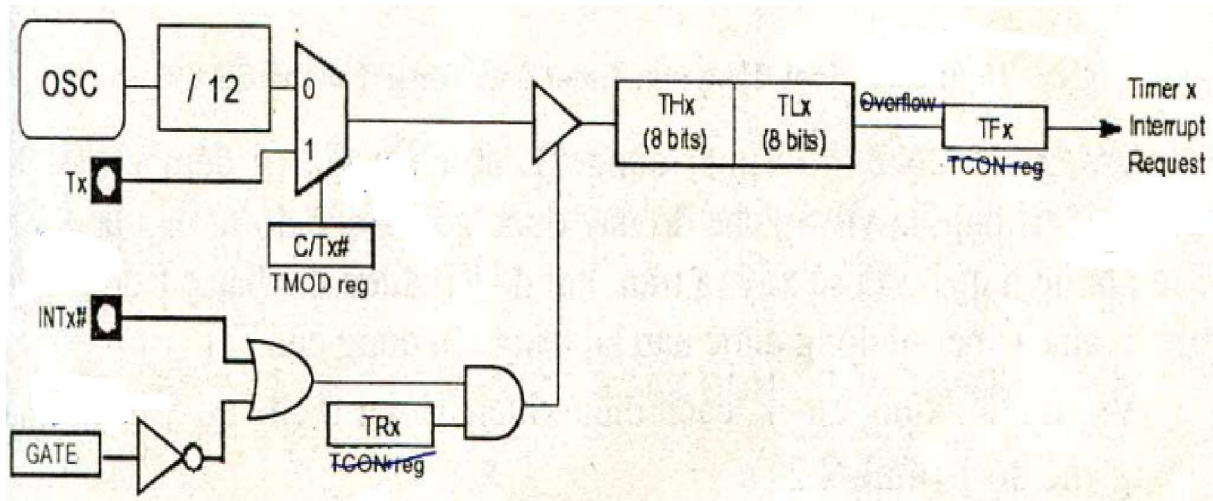 OSC
/ 12
0
1
Tx
C/Tx#
TMOD reg
THx
(8 bits)
TLx
(8 bits)
Overflow
TFx
TCON reg
Timer x
Interrupt
Request
INTx#
GATE
TRx
TCON reg